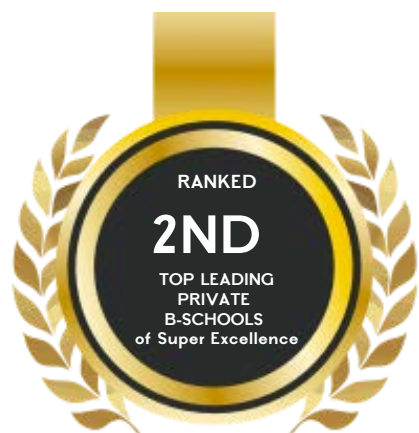 RANKED
2ND
TOP LEADING
PRIVATE
B-SCHOOLS
of Super Excellence